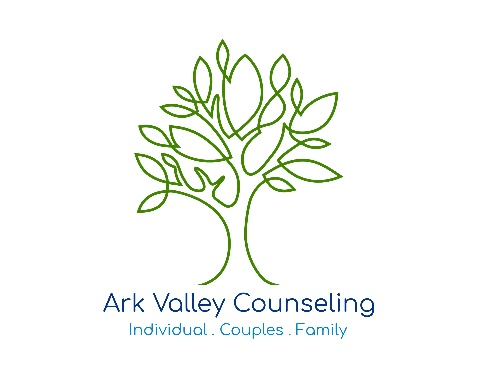 Ark Valley Counseling
Individual . Couples . Family